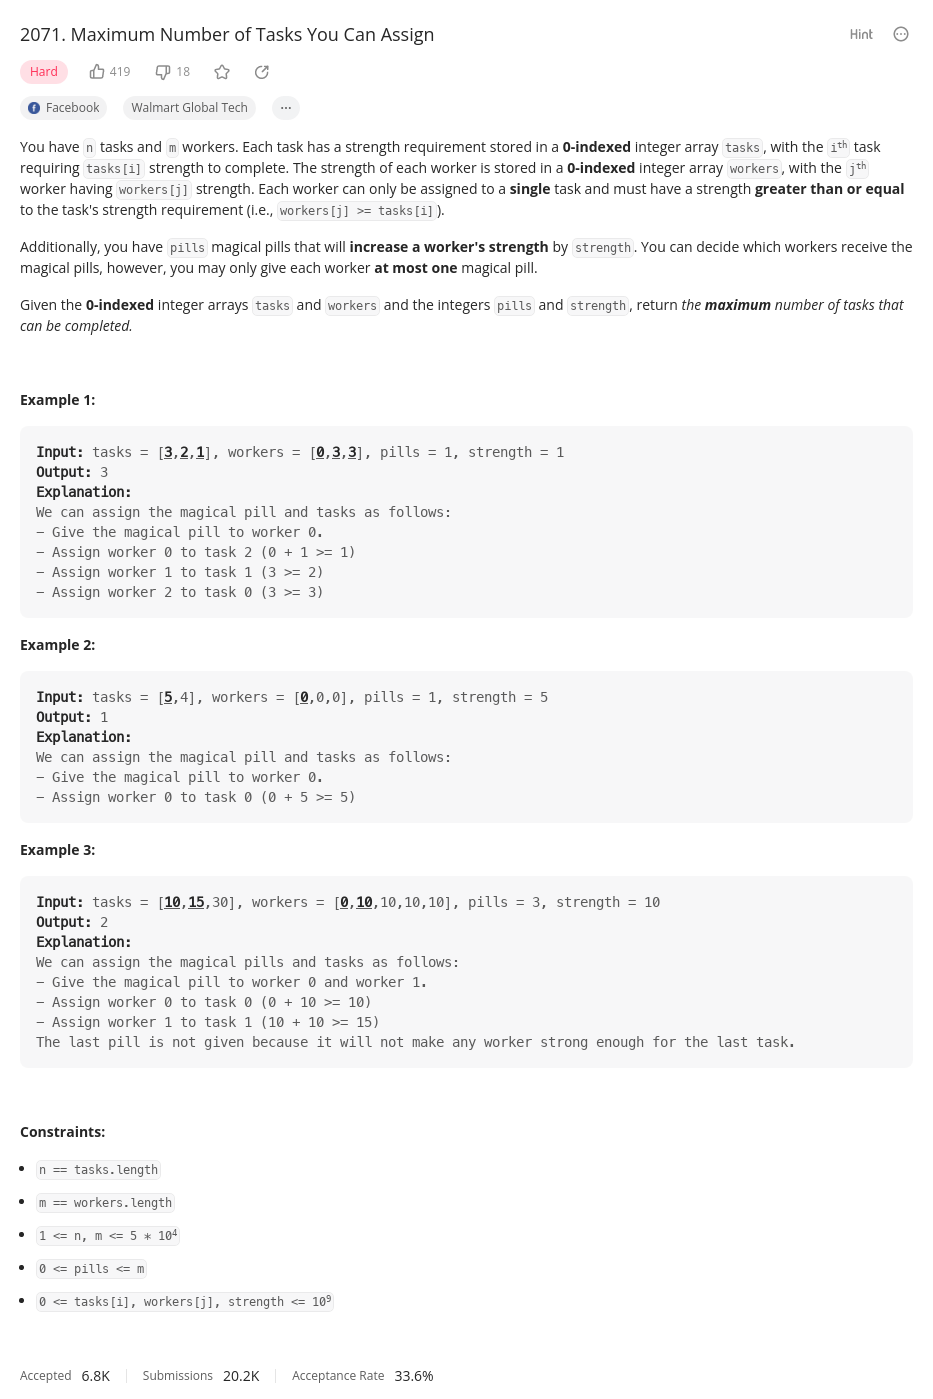 2071. Maximum Number of Tasks You Can Assign
Hint
Hard 419 18
Facebook Walmart Global Tech ...
You have n tasks and m workers. Each task has a strength requirement stored in a 0-indexed integer array tasks, with the iᵗʰ task
requiring tasks[i] strength to complete. The strength of each worker is stored in a 0-indexed integer array workers, with the jᵗʰ
worker having workers[j] strength. Each worker can only be assigned to a single task and must have a strength greater than or equal
to the task's strength requirement (i.e., workers[j] >= tasks[i]).
Additionally, you have pills magical pills that will increase a worker's strength by strength. You can decide which workers receive the
magical pills, however, you may only give each worker at most one magical pill.
Given the 0-indexed integer arrays tasks and workers and the integers pills and strength, return the maximum number of tasks that
can be completed.
Example 1:
Input: tasks = [3,2,1], workers = [0,3,3], pills = 1, strength = 1
Output: 3
Explanation:
We can assign the magical pill and tasks as follows:
- Give the magical pill to worker 0.
- Assign worker 0 to task 2 (0 + 1 >= 1)
- Assign worker 1 to task 1 (3 >= 2)
- Assign worker 2 to task 0 (3 >= 3)
Example 2:
Input: tasks = [5,4], workers = [0,0,0], pills = 1, strength = 5
Output: 1
Explanation:
We can assign the magical pill and tasks as follows:
- Give the magical pill to worker 0.
- Assign worker 0 to task 0 (0 + 5 >= 5)
Example 3:
Input: tasks = [10,15,30], workers = [0,10,10,10,10], pills = 3, strength = 10
Output: 2
Explanation:
We can assign the magical pills and tasks as follows:
- Give the magical pill to worker 0 and worker 1.
- Assign worker 0 to task 0 (0 + 10 >= 10)
- Assign worker 1 to task 1 (10 + 10 >= 15)
The last pill is not given because it will not make any worker strong enough for the last task.
Constraints:
• n == tasks.length
• m == workers.length
• 1 <= n, m <= 5 * 10⁴
• 0 <= pills <= m
• 0 <= tasks[i], workers[j], strength <= 10⁹
Accepted 6.8K Submissions 20.2K Acceptance Rate 33.6%